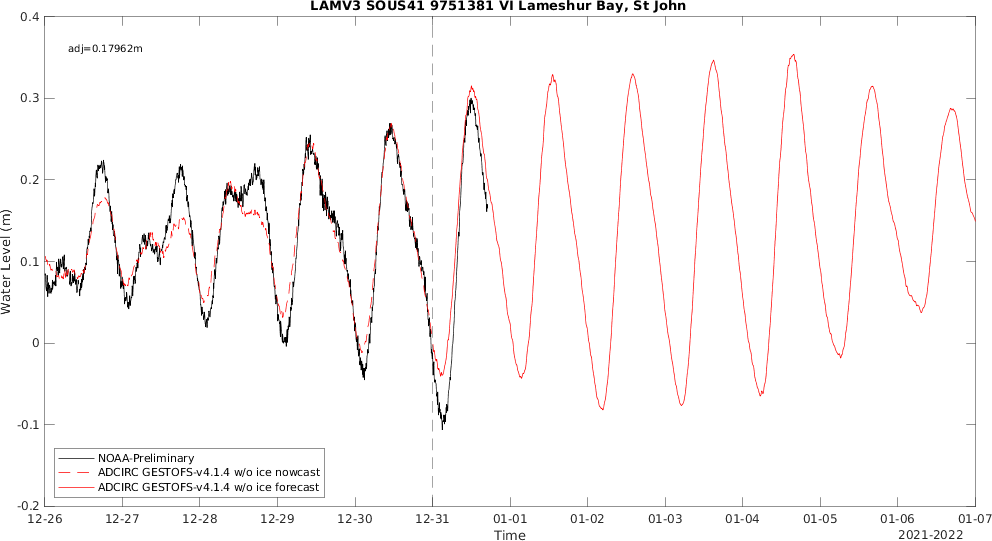 LAMV3 SOUS41 9751381 VI Lameshur Bay, St John
adj=0.17962m
Water Level (m)
0.4
0.3
0.2
0.1
0
-0.1
-0.2
NOAA-Preliminary
ADCIRC GESTOFS-v4.1.4 w/o ice nowcast
ADCIRC GESTOFS-v4.1.4 w/o ice forecast
12-26 12-27 12-28 12-29 12-30 12-31 01-01 01-02 01-03 01-04 01-05 01-06 01-07
Time
2021-2022